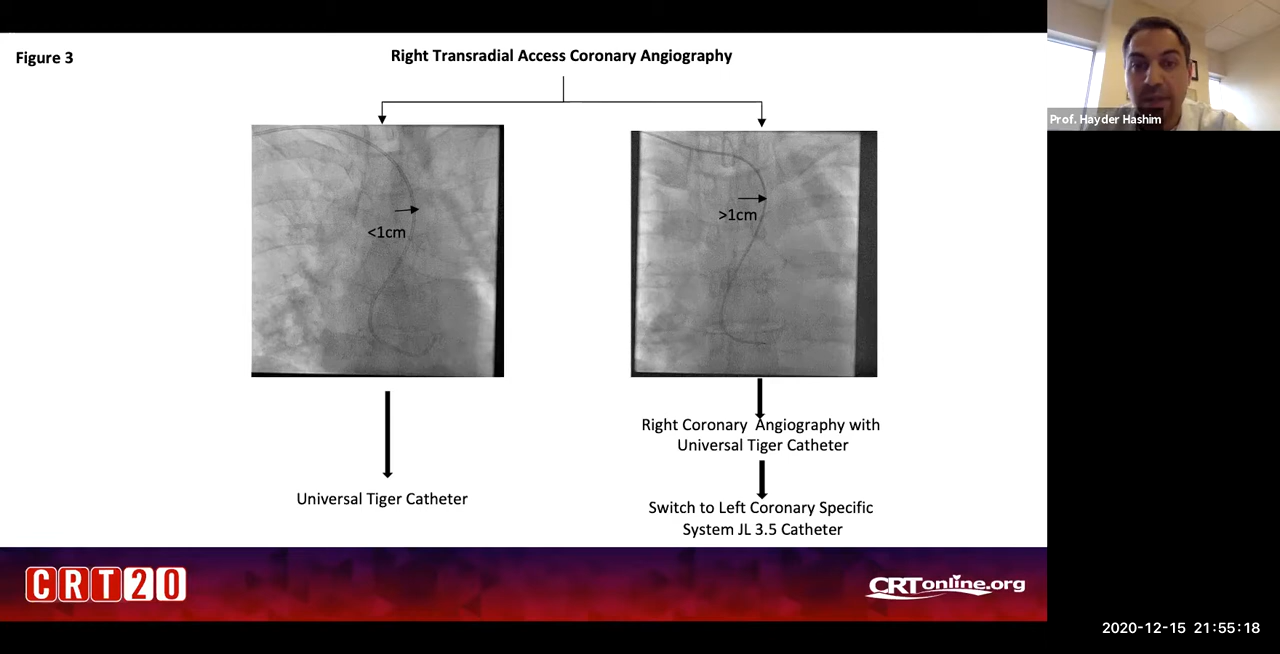 Figure 3
Right Transradial Access Coronary Angiography
Prof. Hayder Hashim
<1cm
>1cm
Right Coronary Angiography with
Universal Tiger Catheter
Universal Tiger Catheter
Switch to Left Coronary Specific
System JL 3.5 Catheter
CRT20
CRTonline.org
2020-12-15 21:55:18